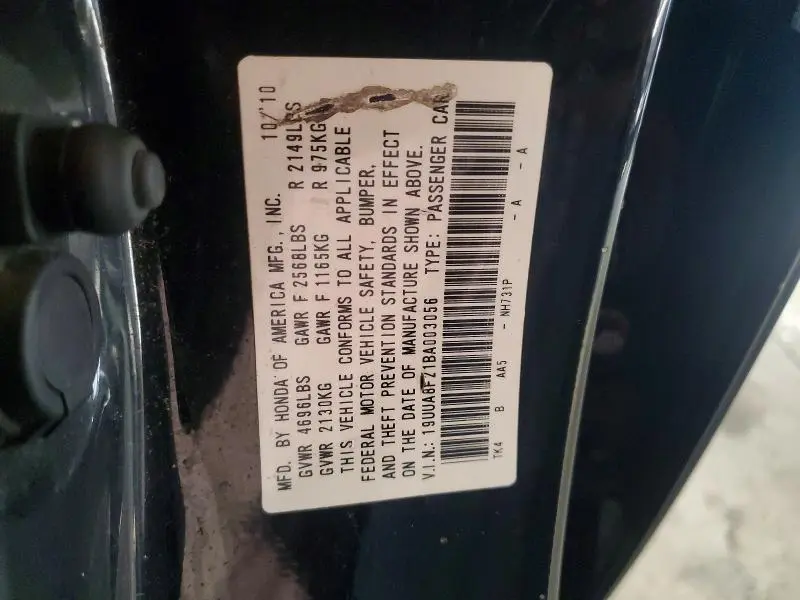 MFD. BY HONDA OF AMERICA MFG., INC. 10/'10
GVWR 4696LBS GAWR F 2568LBS R 2149LBS
GVWR 2130KG GAWR F 1165KG R 975KG
THIS VEHICLE CONFORMS TO ALL APPLICABLE
FEDERAL MOTOR VEHICLE SAFETY, BUMPER,
AND THEFT PREVENTION STANDARDS IN EFFECT
ON THE DATE OF MANUFACTURE SHOWN ABOVE.
V.I.N.: 19UUA8FZ1BA003056 TYPE: PASSENGER CAR
TK4 B AA5 - NH731P - A - A